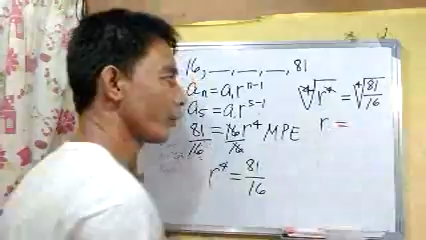 16, __, __, __, 81
aₙ = a₁rⁿ⁻¹
a₅ = a₁r⁵⁻¹
81/16 = 16r⁴/16 MPE
r⁴ = 81/16
⁴√r⁴ = ⁴√81/16
r =